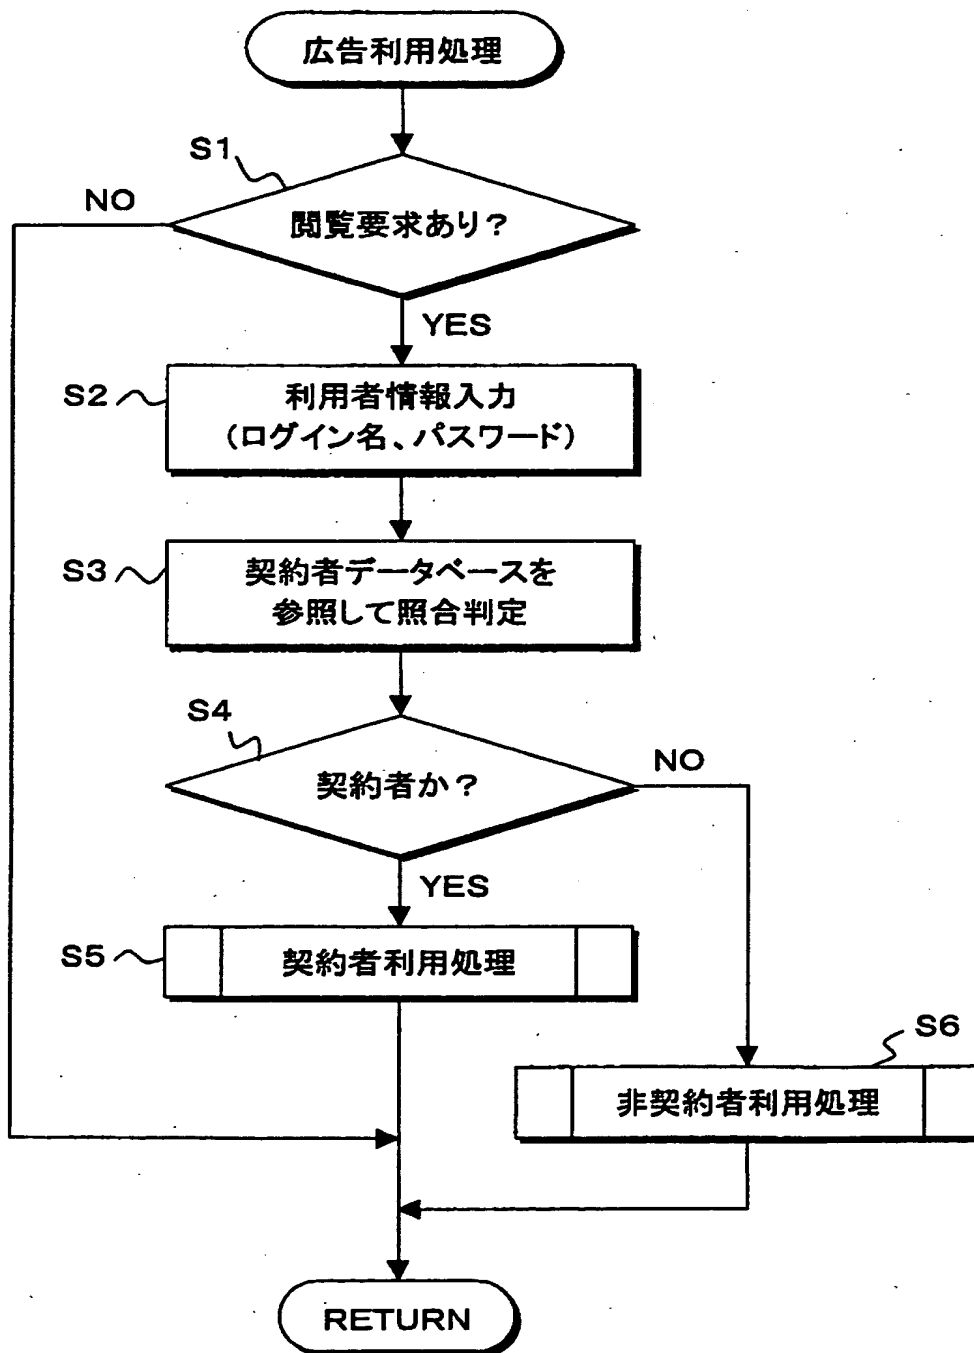 広告利用処理
S1
NO
閲覧要求あり?
YES
S2
利用者情報入力
(ログイン名、パスワード)
S3
契約者データベースを
参照して照合判定
S4
契約者か?
NO
YES
S5
契約者利用処理
S6
非契約者利用処理
RETURN